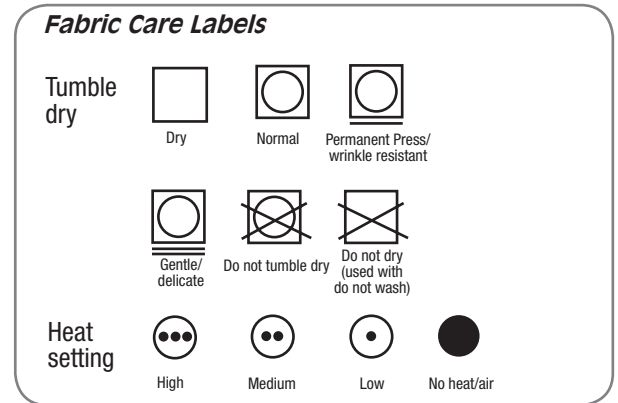 Fabric Care Labels
Tumble
dry
Dry
Normal
Permanent Press/
wrinkle resistant
Gentle/
delicate
Do not tumble dry
Do not dry
(used with
do not wash)
Heat
setting
High
Medium
Low
No heat/air